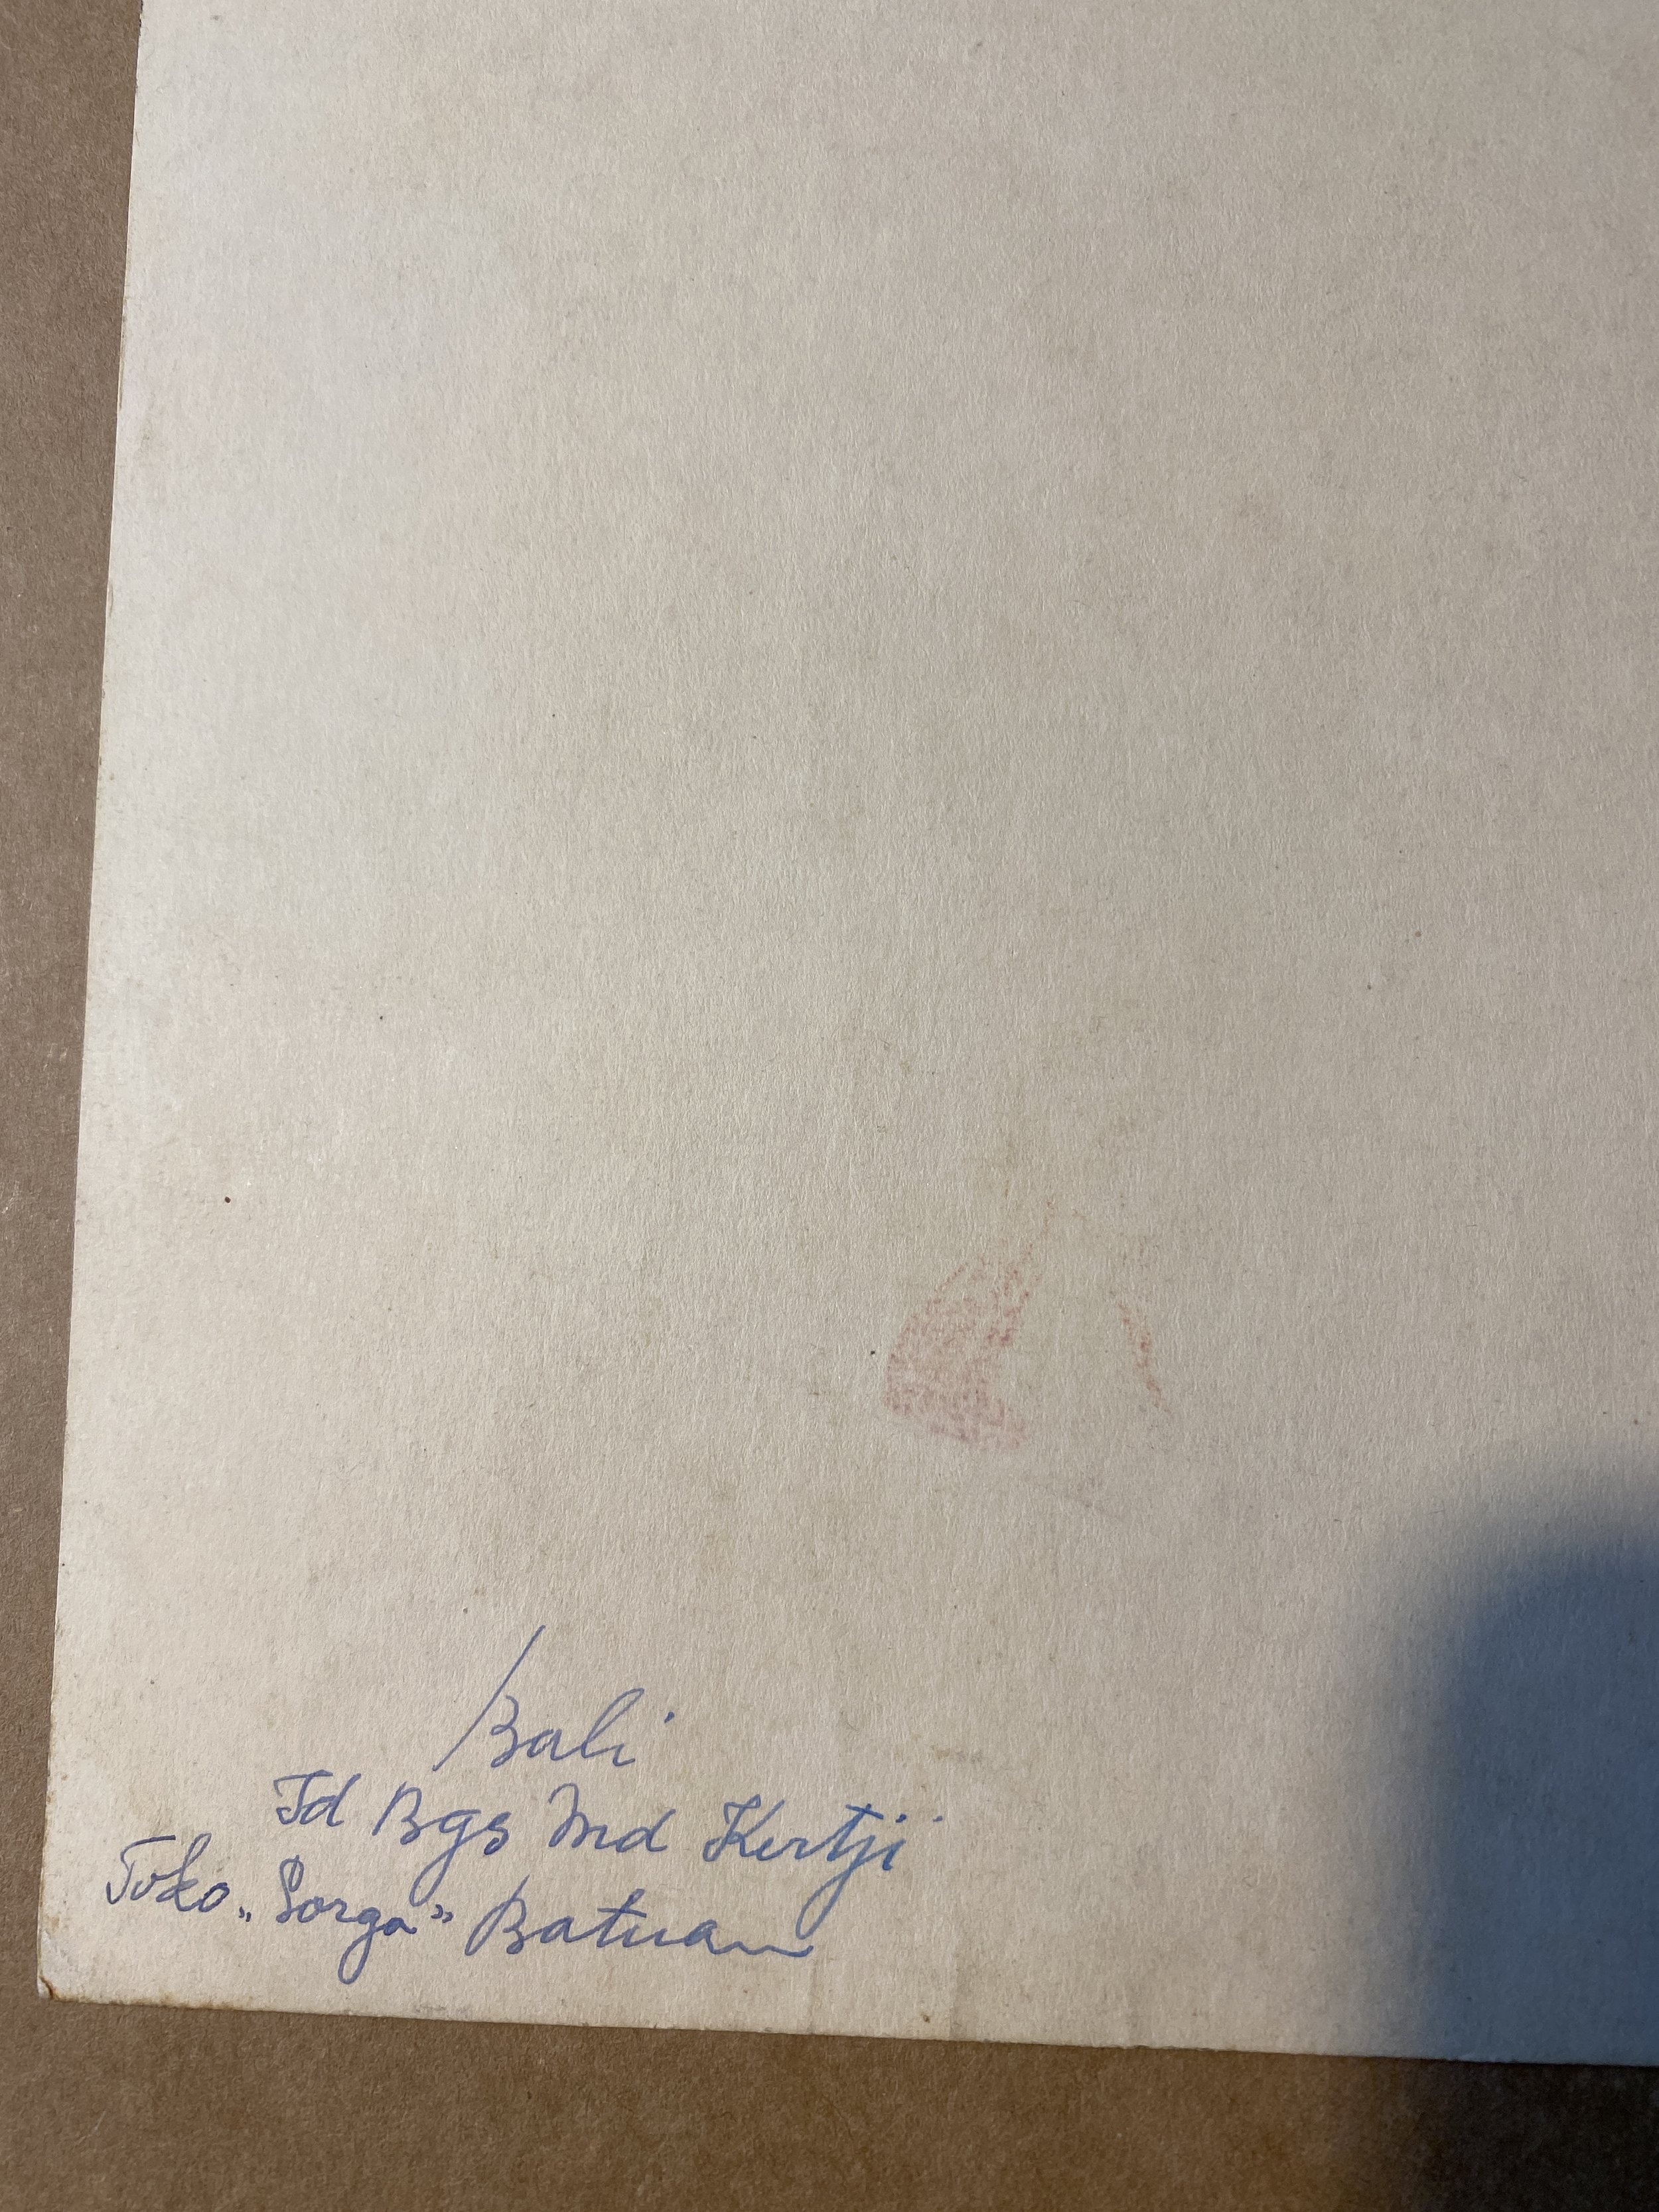 Bali
Id Bgs Md Kertji
Toko „Sorga” Batuan